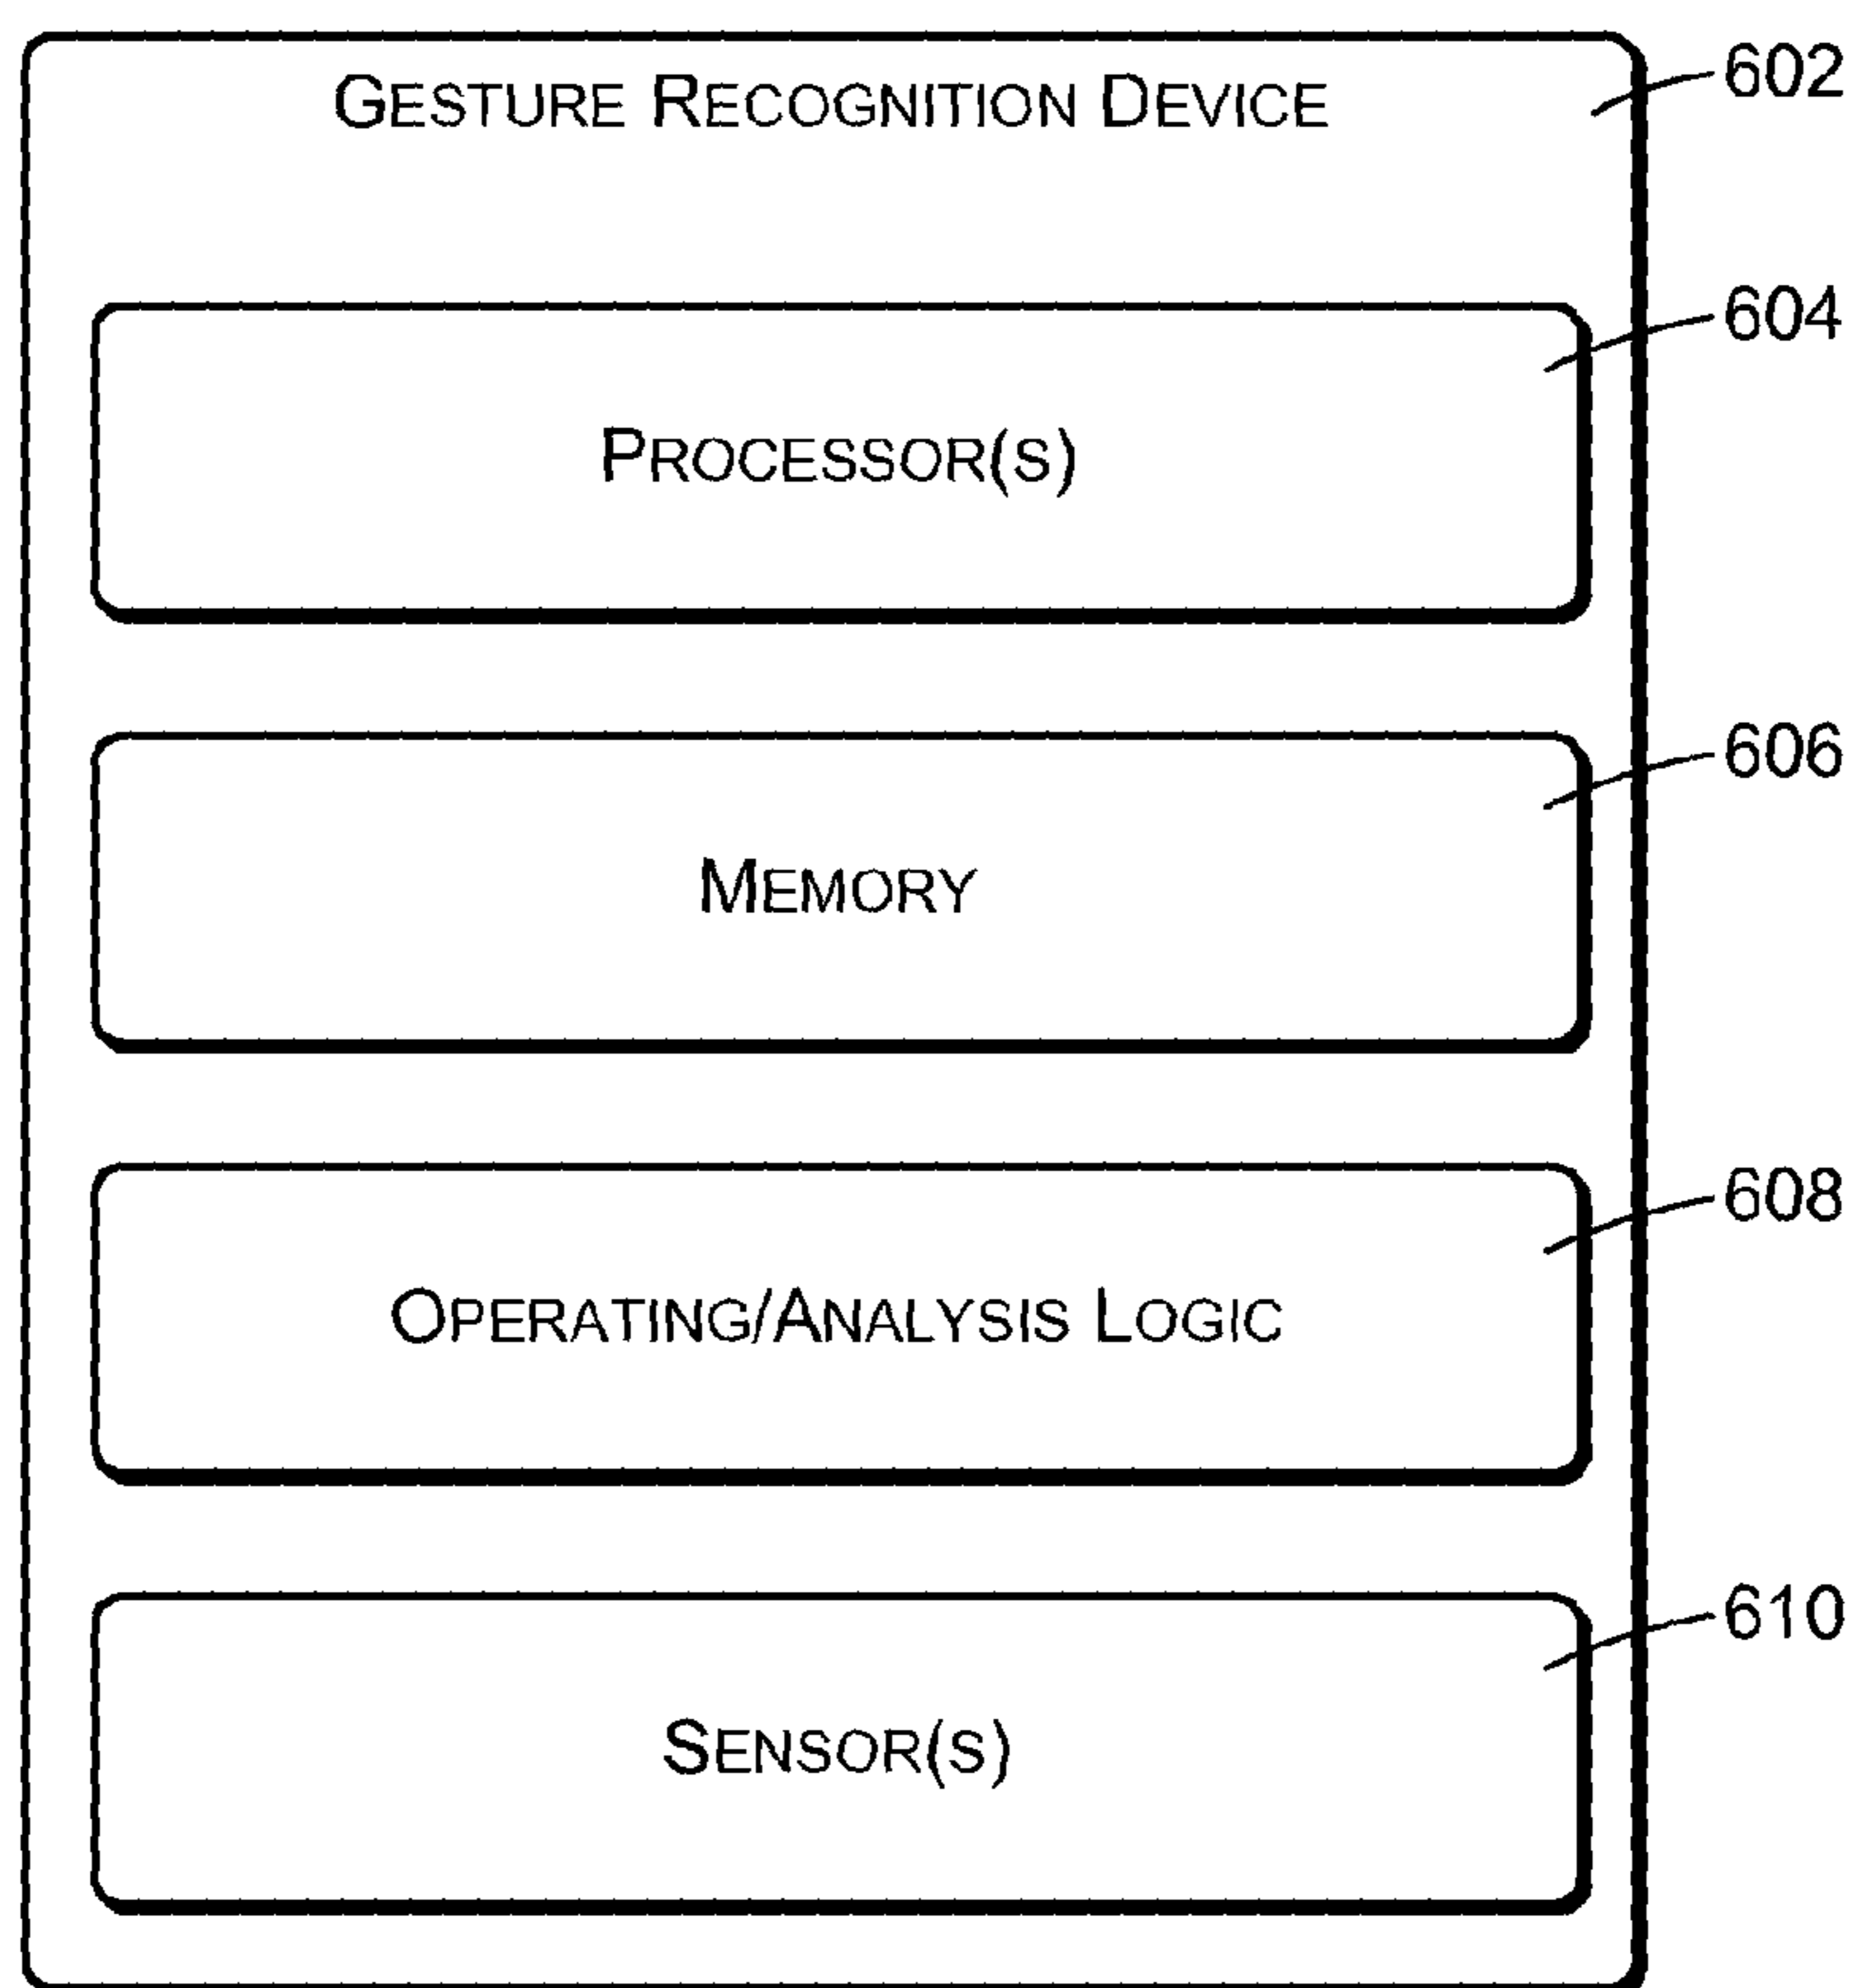 GESTURE RECOGNITION DEVICE
602
604
PROCESSOR(S)
606
MEMORY
608
OPERATING/ANALYSIS LOGIC
610
SENSOR(S)